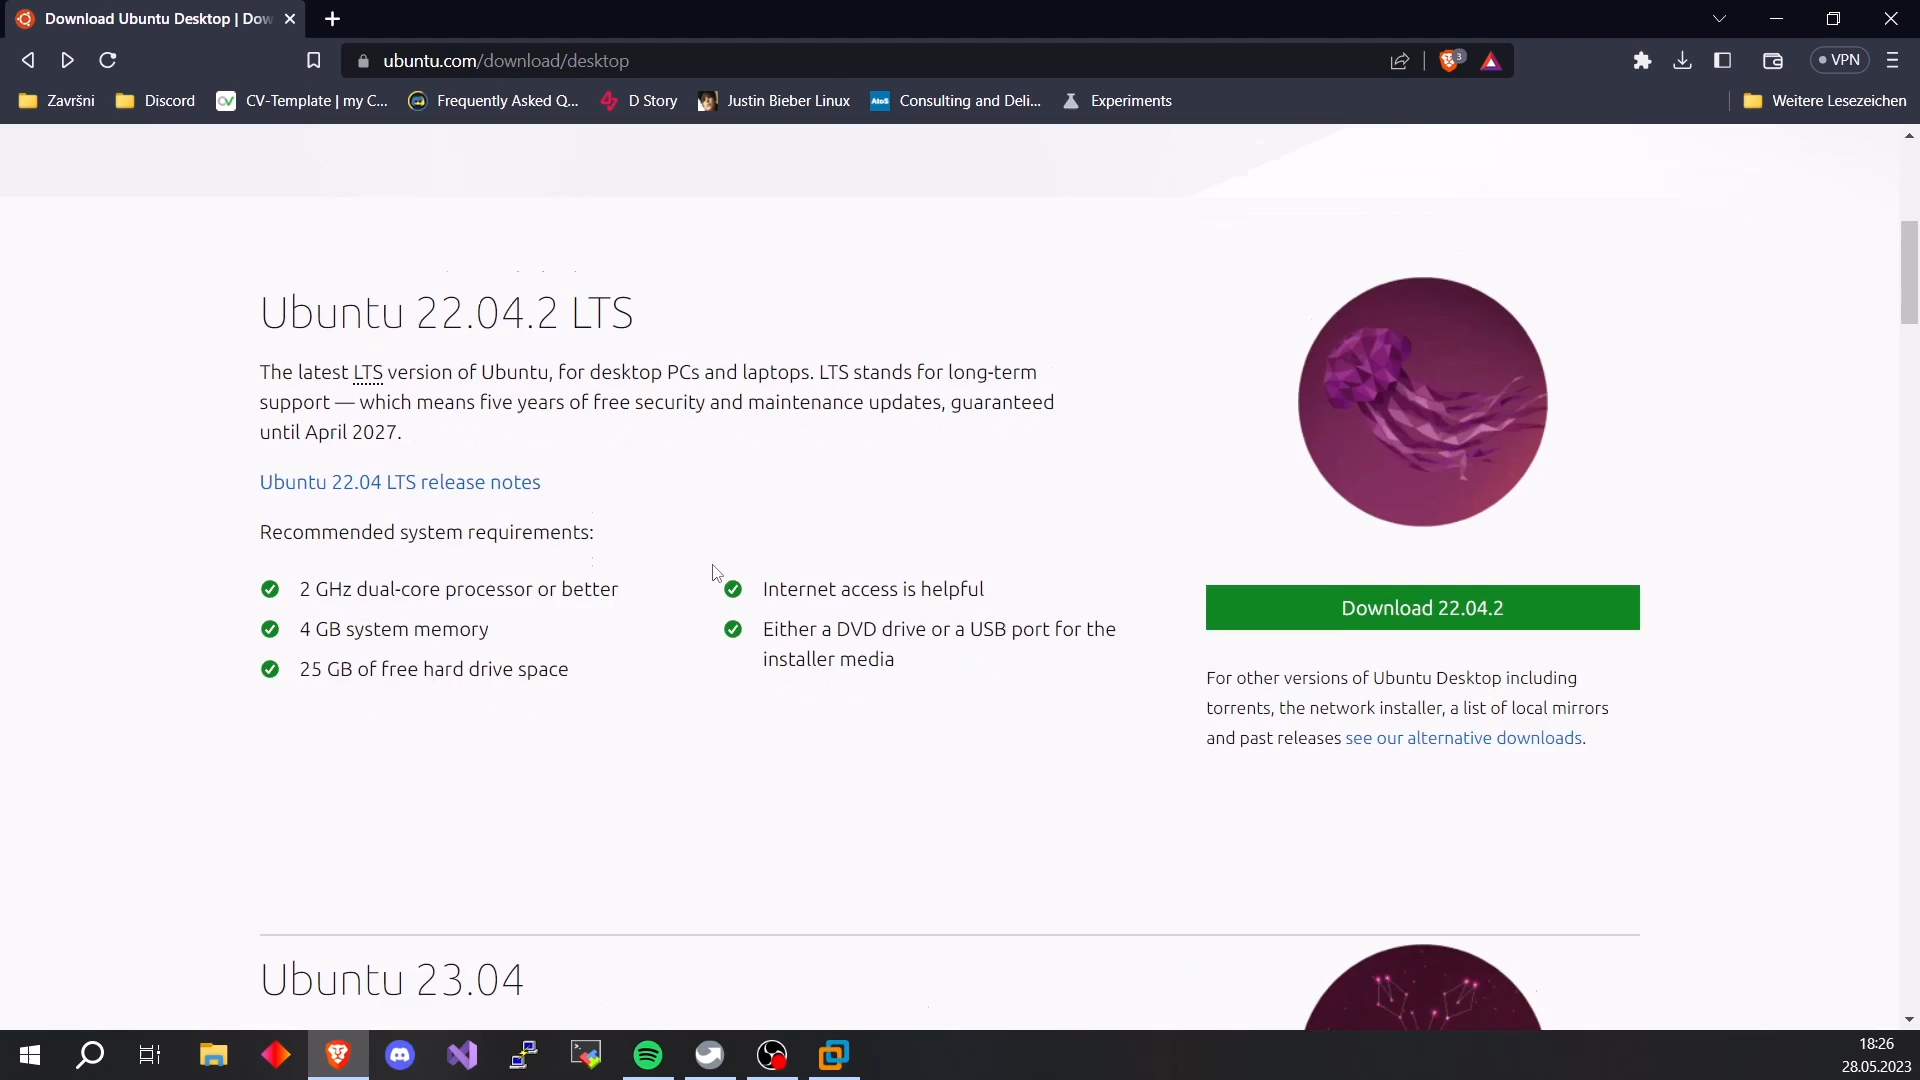 Download Ubuntu Desktop | Dow
ubuntu.com/download/desktop
3
VPN
Završni
Discord
CV-Template | my C...
Frequently Asked Q...
D Story
Justin Bieber Linux
AtoS
Consulting and Deli...
Experiments
Weitere Lesezeichen
Ubuntu 22.04.2 LTS
The latest LTS version of Ubuntu, for desktop PCs and laptops. LTS stands for long-term
support — which means five years of free security and maintenance updates, guaranteed
until April 2027.
Ubuntu 22.04 LTS release notes
Recommended system requirements:
2 GHz dual-core processor or better
4 GB system memory
25 GB of free hard drive space
Internet access is helpful
Either a DVD drive or a USB port for the
installer media
Download 22.04.2
For other versions of Ubuntu Desktop including
torrents, the network installer, a list of local mirrors
and past releases see our alternative downloads.
Ubuntu 23.04
18:26
28.05.2023